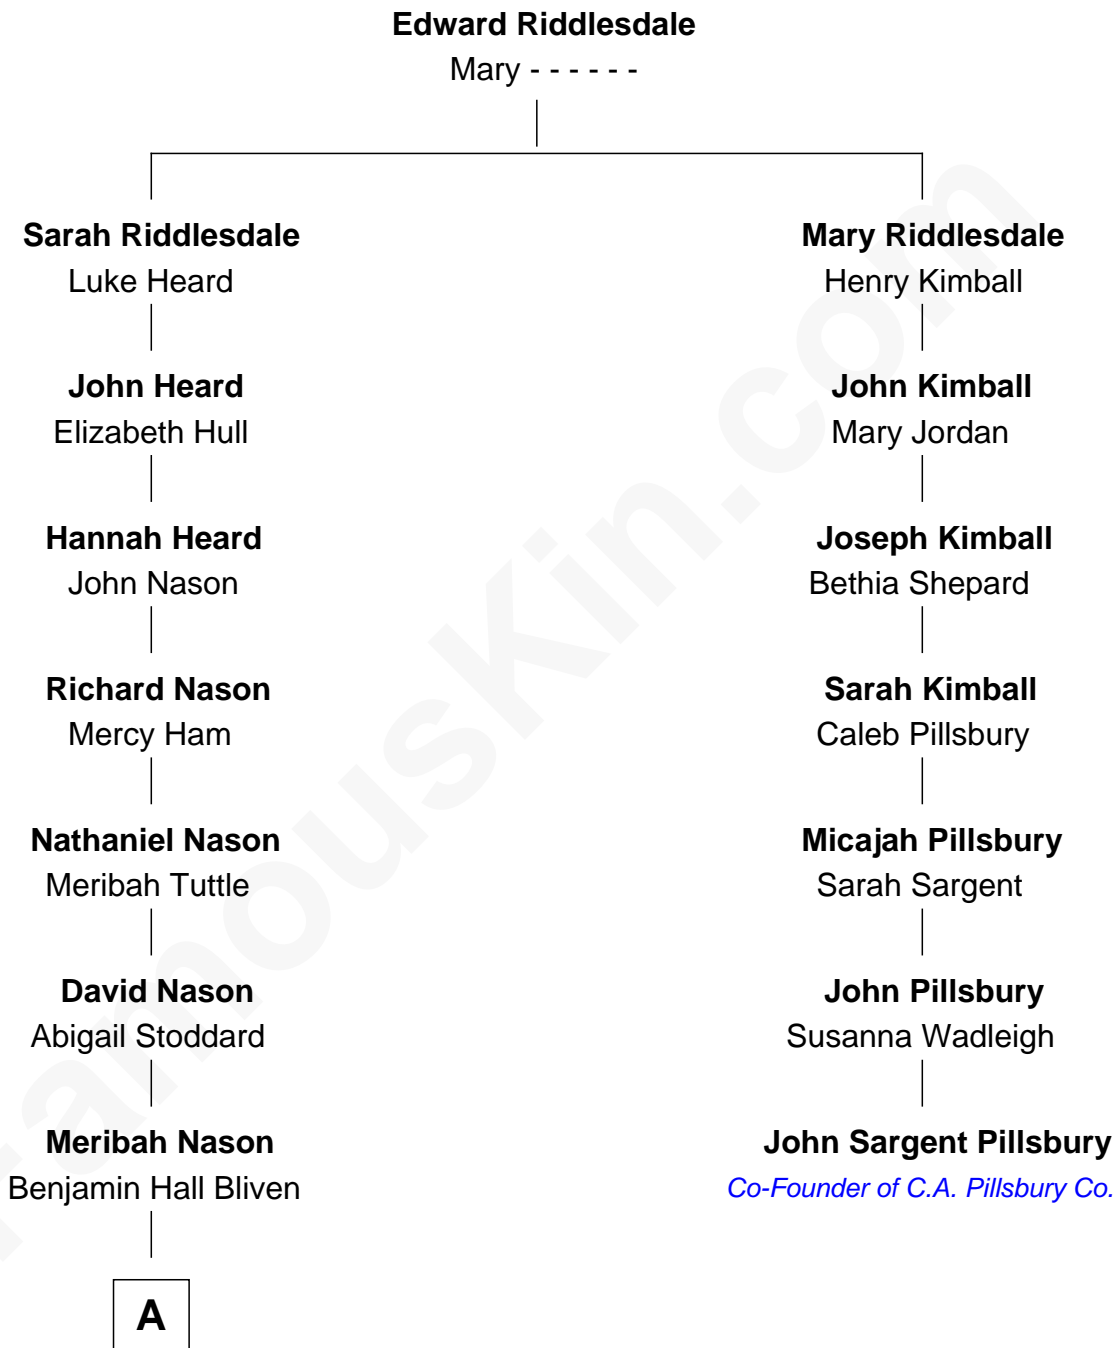 Edward Riddlesdale
Mary - - - - - -
Sarah Riddlesdale
Luke Heard
Mary Riddlesdale
Henry Kimball
John Heard
Elizabeth Hull
John Kimball
Mary Jordan
Hannah Heard
John Nason
Joseph Kimball
Bethia Shepard
Richard Nason
Mercy Ham
Sarah Kimball
Caleb Pillsbury
Nathaniel Nason
Meribah Tuttle
Micajah Pillsbury
Sarah Sargent
David Nason
Abigail Stoddard
John Pillsbury
Susanna Wadleigh
Meribah Nason
Benjamin Hall Bliven
John Sargent Pillsbury
Co-Founder of C.A. Pillsbury Co.
A
FamousKin.com